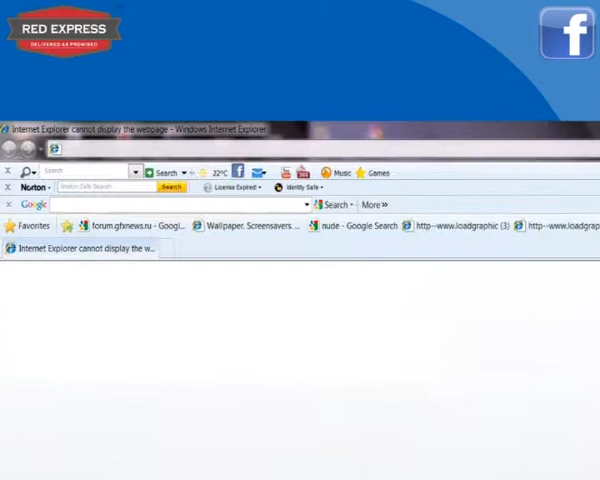 RED EXPRESS
DELIVERED AS PROMISED
f
Internet Explorer cannot display the webpage - Windows Internet Explorer
X Search Search 22°C Music Games
X Norton Norton Safe Search Search License Expired! Identity Safe
X Google Search More »
Favorites forum.gfxnews.ru - Googl... Wallpaper. Screensavers. ... nude - Google Search http--www.loadgraphic (3) http--www.loadgrap
Internet Explorer cannot display the w...